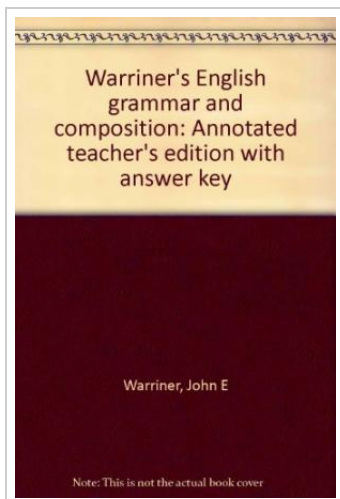 Warriner's English
grammar and
composition: Annotated
teacher's edition with
answer key
Warriner, John E
Note: This is not the actual book cover